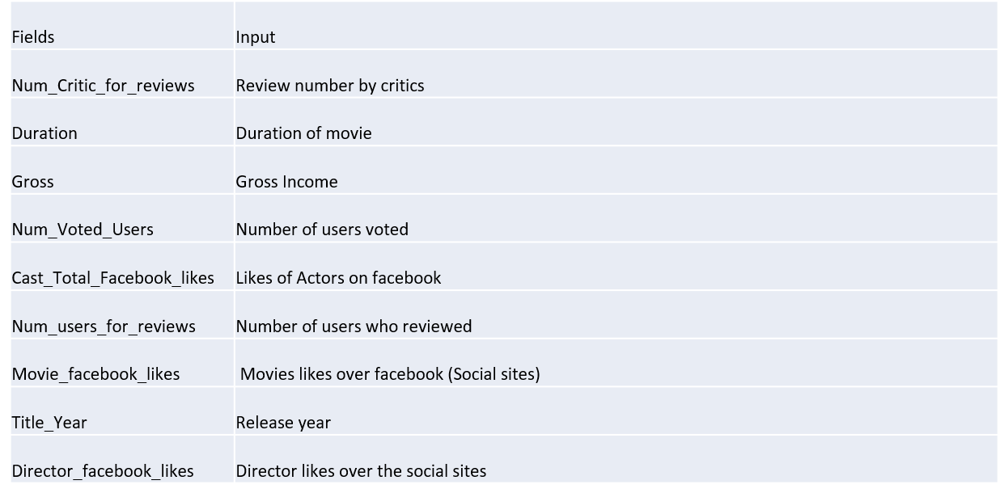 Fields Input
Num_Critic_for_reviews Review number by critics
Duration Duration of movie
Gross Gross Income
Num_Voted_Users Number of users voted
Cast_Total_Facebook_likes Likes of Actors on facebook
Num_users_for_reviews Number of users who reviewed
Movie_facebook_likes Movies likes over facebook (Social sites)
Title_Year Release year
Director_facebook_likes Director likes over the social sites